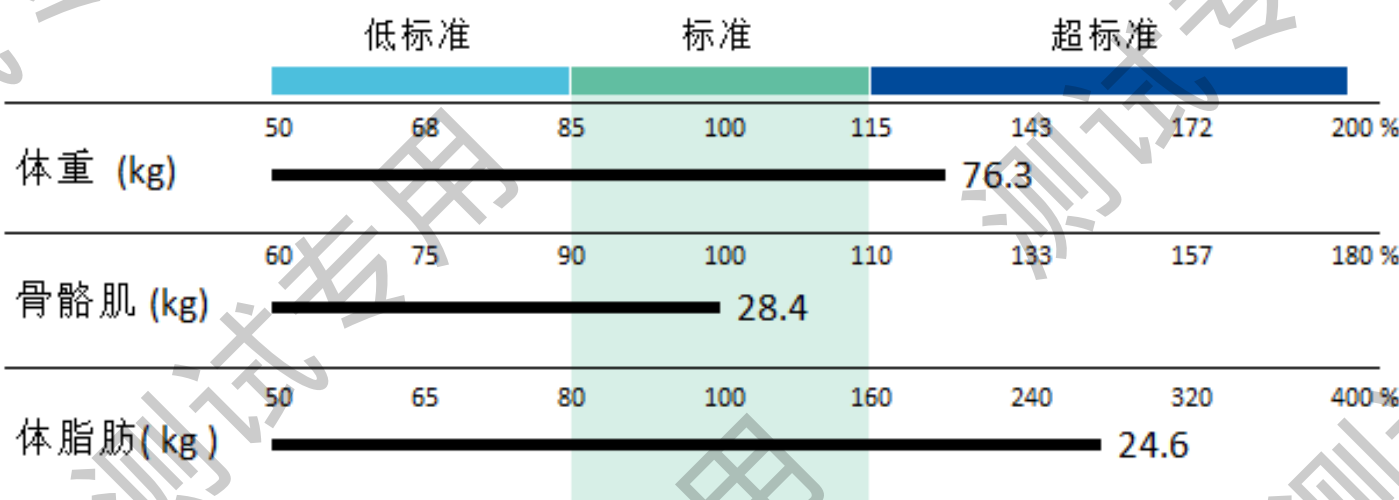 低标准 标准 超标准
50 68 85 100 115 143 172 200 %
体重 (kg) 76.3
60 75 90 100 110 133 157 180 %
骨骼肌 (kg) 28.4
50 65 80 100 160 240 320 400 %
体脂肪( kg ) 24.6
测试专用
测试专用
测试专用